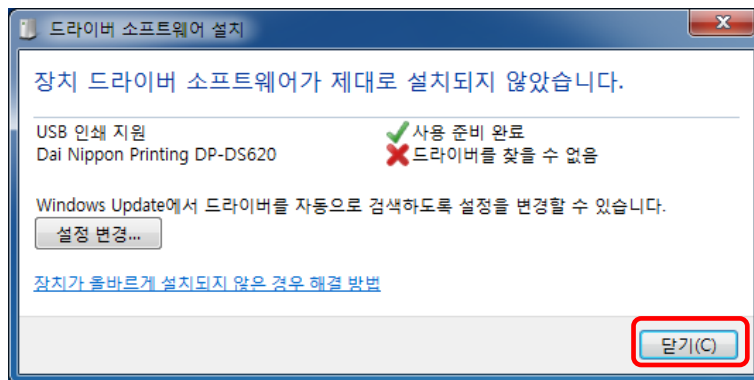 드라이버 소프트웨어 설치
장치 드라이버 소프트웨어가 제대로 설치되지 않았습니다.
USB 인쇄 지원 사용 준비 완료
Dai Nippon Printing DP-DS620 드라이버를 찾을 수 없음
Windows Update에서 드라이버를 자동으로 검색하도록 설정을 변경할 수 있습니다.
설정 변경...
장치가 올바르게 설치되지 않은 경우 해결 방법
닫기(C)